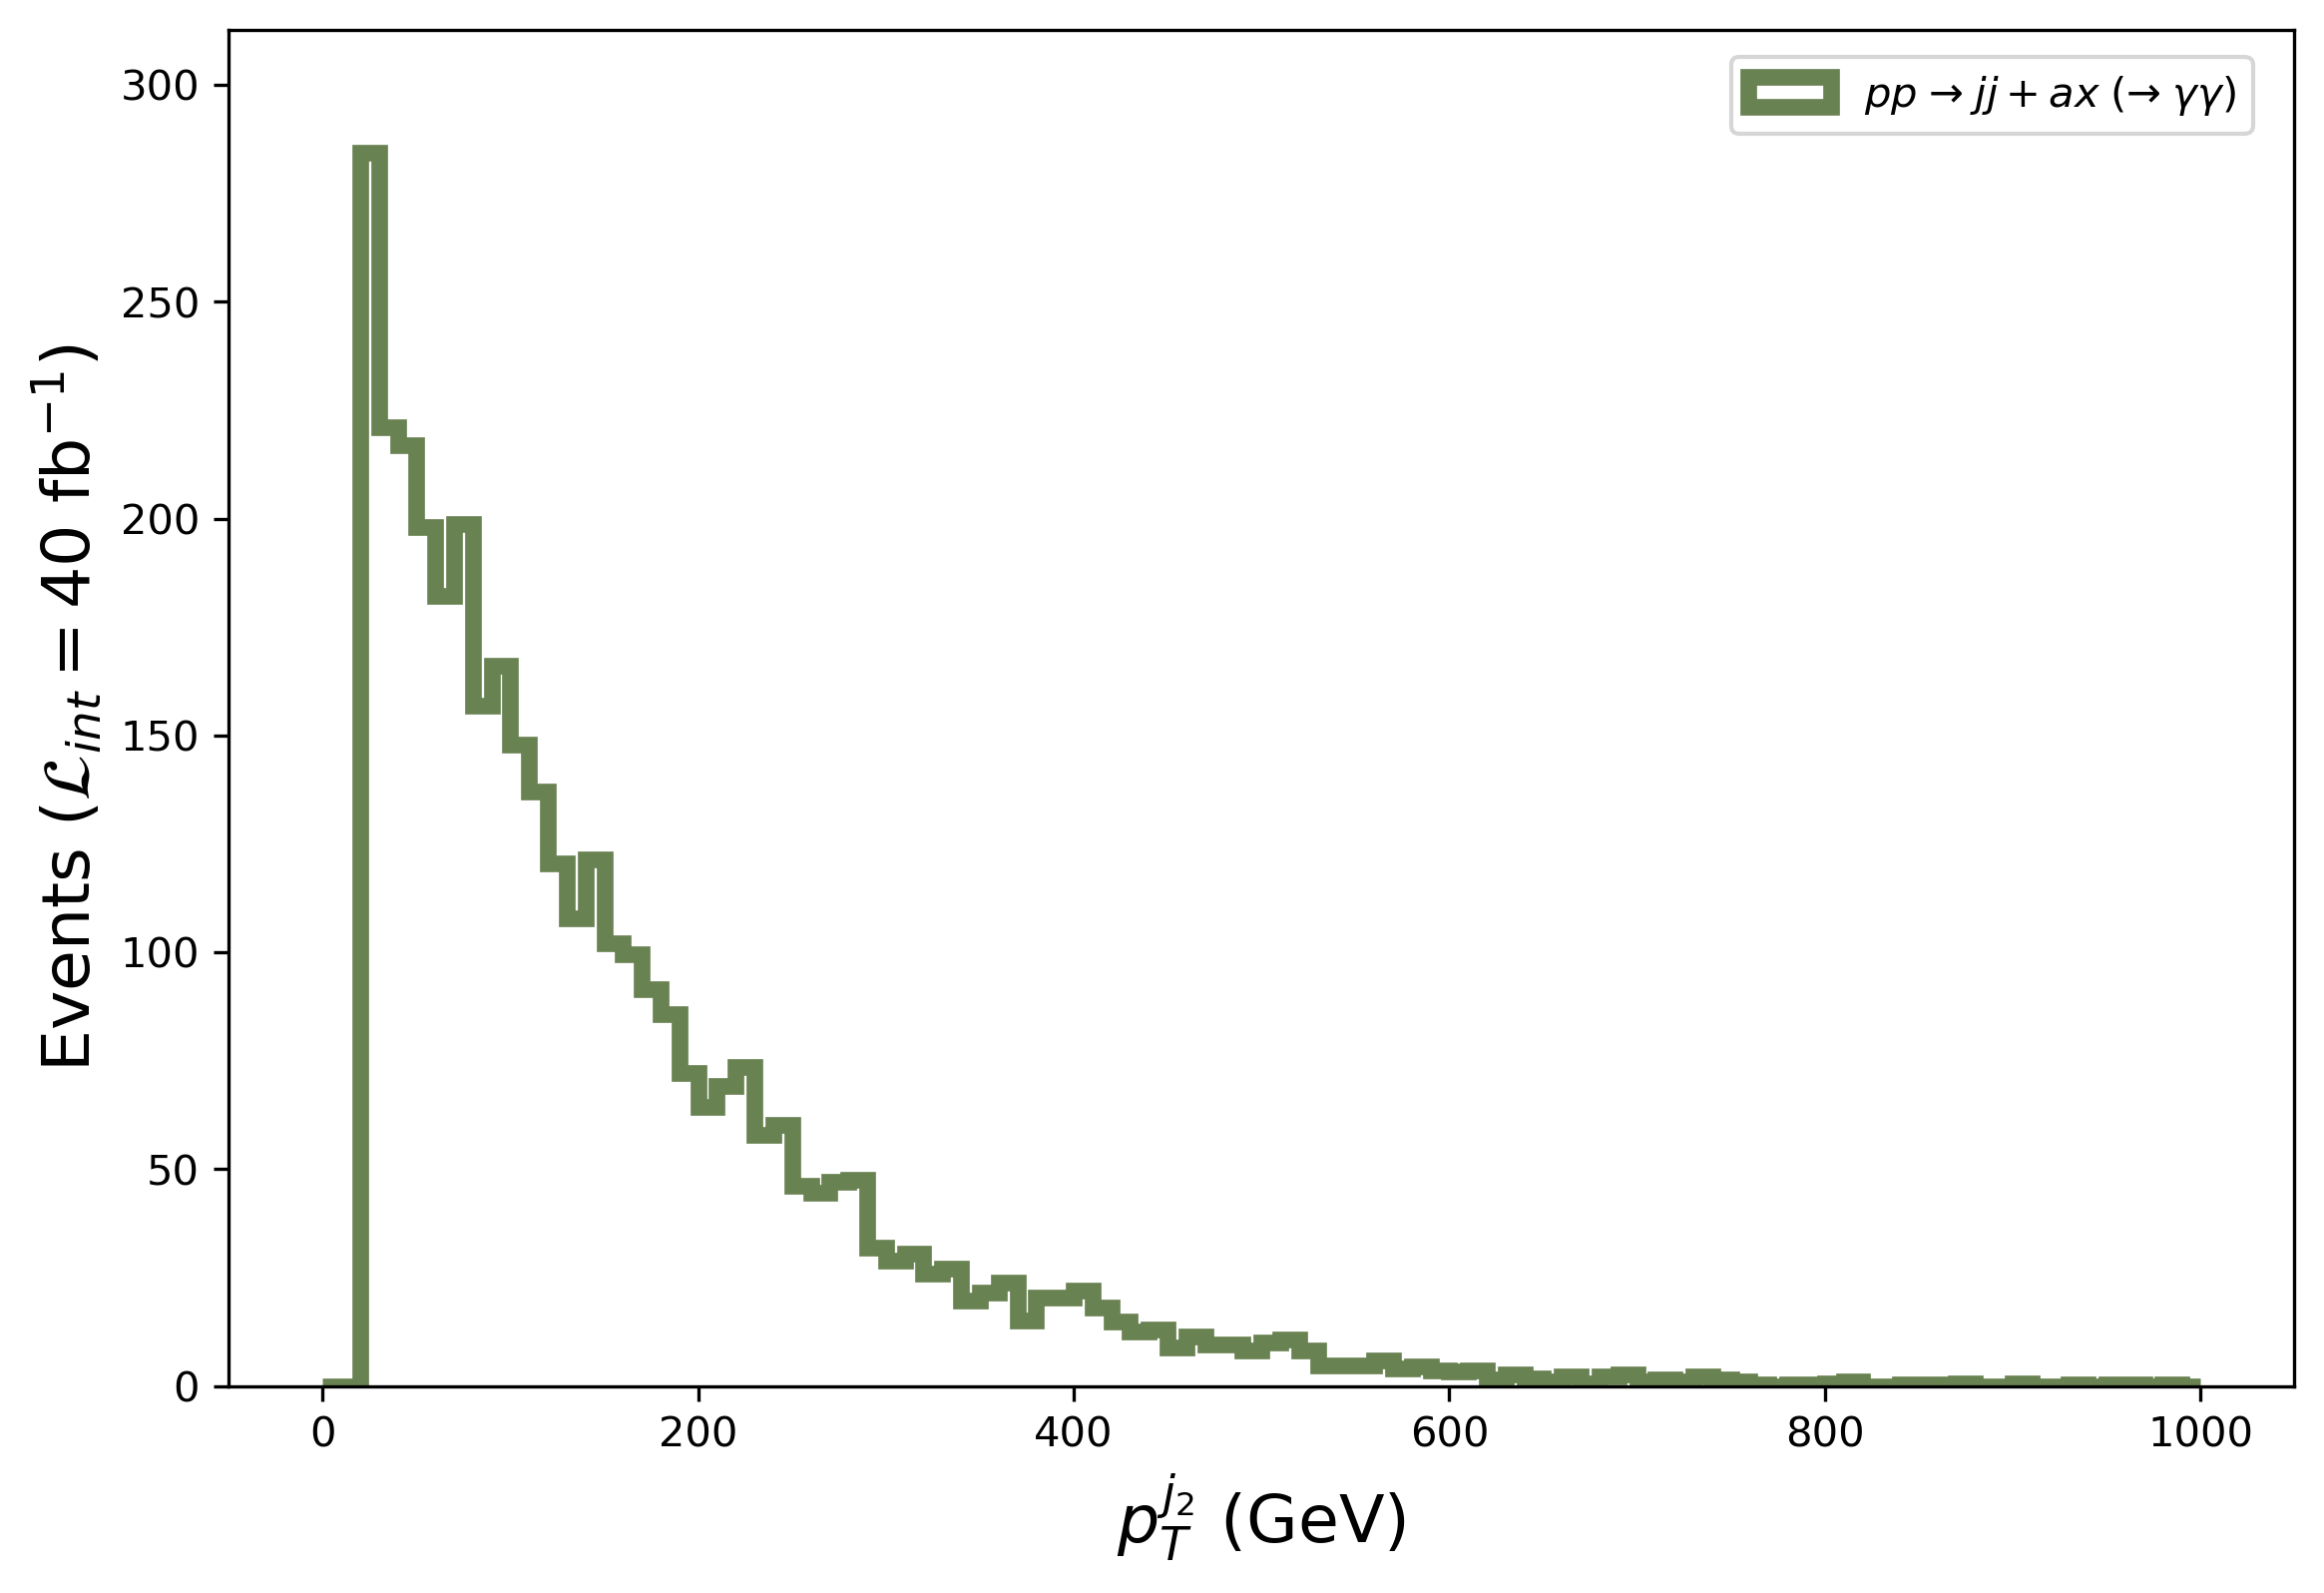 pp → jj + ax (→ γγ)
Events (ℒ_int = 40 fb⁻¹)
300
250
200
150
100
50
0
0 200 400 600 800 1000
p_T^{j_2} (GeV)